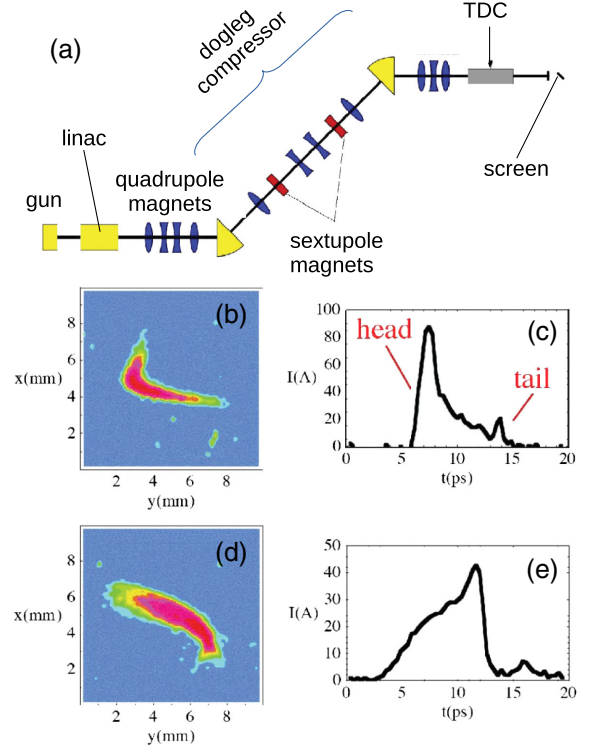 (a)
dogleg
compressor
TDC
linac
gun
quadrupole
magnets
sextupole
magnets
screen
(b)
8
6
x(mm)
4
2
2 4 6 8
y(mm)
(c)
100
80
60
I(A)
40
20
0
head
tail
0 5 10 15 20
t(ps)
(d)
8
6
x(mm)
4
2
2 4 6 8
y(mm)
(e)
50
40
30
I(A)
20
10
0
0 5 10 15 20
t(ps)